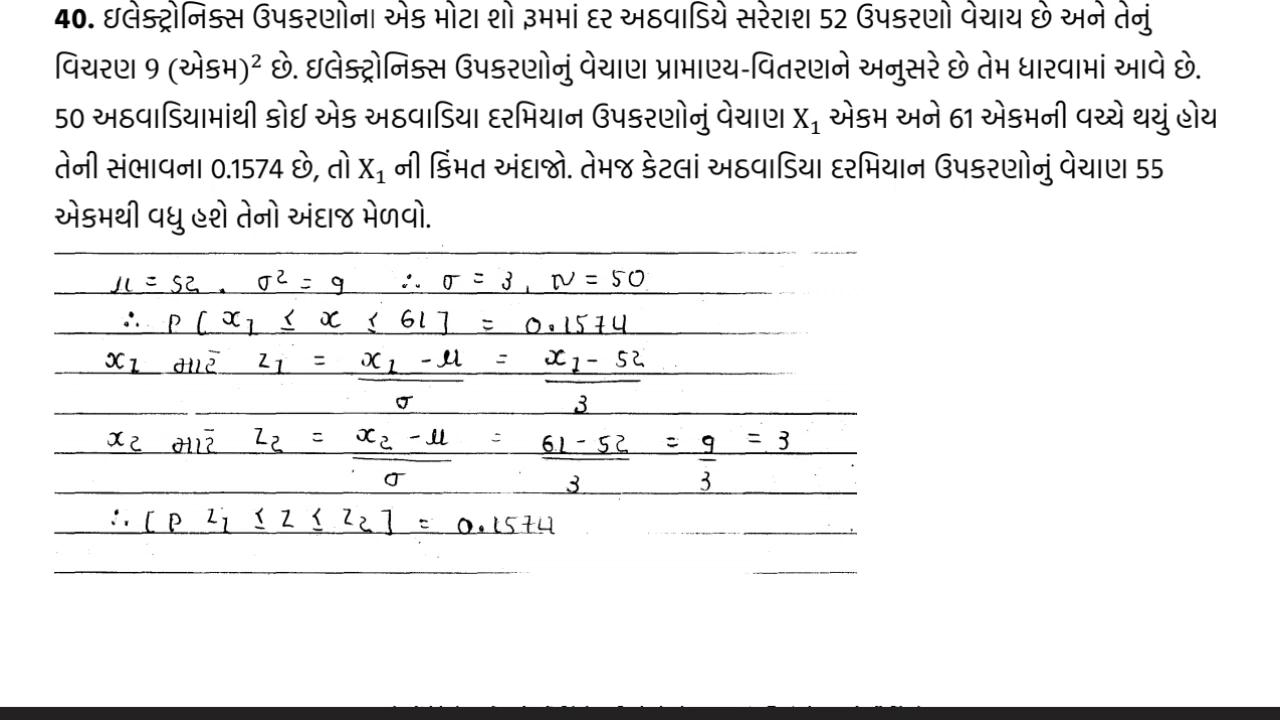 40. ઇલેક્ટ્રોનિક્સ ઉપકરણોના એક મોટા શો રૂમમાં દર અઠવાડિયે સરેરાશ 52 ઉપકરણો વેચાય છે અને તેનું
વિચરણ 9 (એકમ)² છે. ઇલેક્ટ્રોનિક્સ ઉપકરણોનું વેચાણ પ્રામાણ્ય-વિતરણને અનુસરે છે તેમ ધારવામાં આવે છે.
50 અઠવાડિયામાંથી કોઈ એક અઠવાડિયા દરમિયાન ઉપકરણોનું વેચાણ X₁ એકમ અને 61 એકમની વચ્ચે થયું હોય
તેની સંભાવના 0.1574 છે, તો X₁ ની કિંમત અંદાજો. તેમજ કેટલાં અઠવાડિયા દરમિયાન ઉપકરણોનું વેચાણ 55
એકમથી વધુ હશે તેનો અંદાજ મેળવો.
μ = 52 . σ² = 9 ∴ σ = 3, N = 50
∴ P [ x₁ ≤ x ≤ 61 ] = 0.1574
x₁ માટે z₁ = x₁ - μ = x₁ - 52
σ 3
x₂ માટે z₂ = x₂ - μ = 61 - 52 = 9 = 3
σ 3 3
∴ [ P z₁ ≤ z ≤ z₂ ] = 0.1574